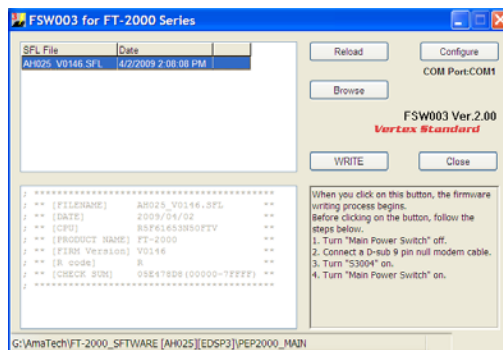 FSW003 for FT-2000 Series
SFL File Date
AH025_V0146.SFL 4/2/2009 2:08:08 PM
Reload Configure
COM Port:COM1
Browse
FSW003 Ver.2.00
Vertex Standard
WRITE Close
; ****************************************
; ** [FILENAME] AH025_V0146.SFL **
; ** [DATE] 2009/04/02 **
; ** [CPU] R5F61653N50FTV **
; ** [PRODUCT NAME] FT-2000 **
; ** [FIRM Version] V0146 **
; ** [R code] R **
; ** [CHECK SUM] 05E478D8(00000-7FFFF) **
; ****************************************
When you click on this button, the firmware
writing process begins.
Before clicking on the button, follow the
steps below.
1. Turn "Main Power Switch" off.
2. Connect a D-sub 9 pin null modem cable.
3. Turn "S3004" on.
4. Turn "Main Power Switch" on.
G:\AmaTech\FT-2000_SFTWARE [AH025][EDSP3]\PEP2000_MAIN